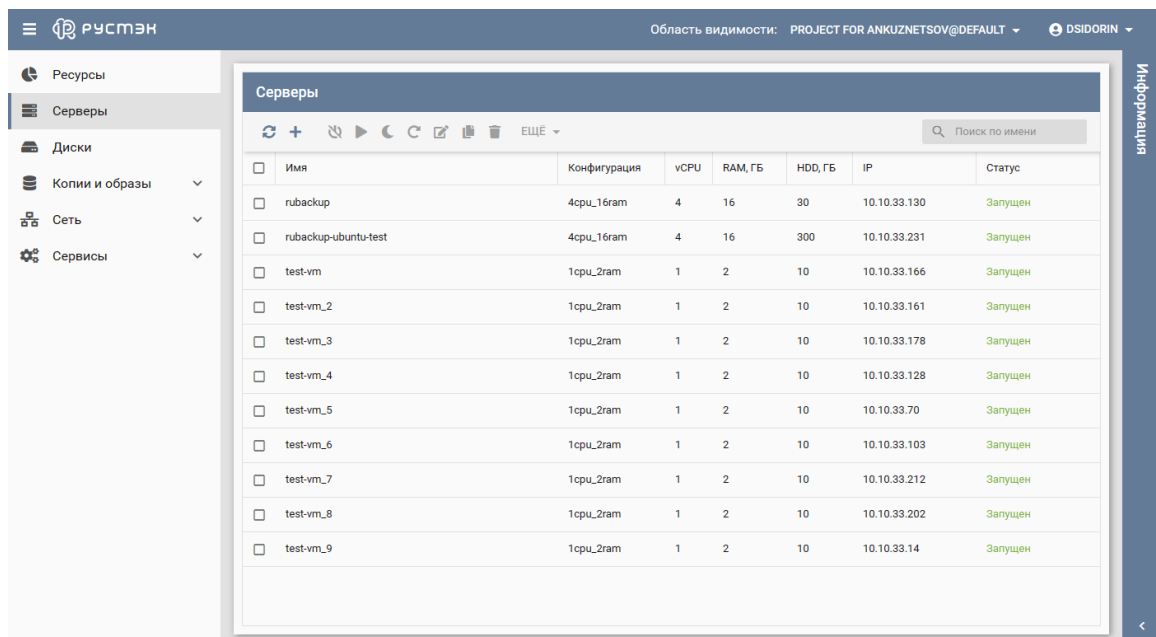 РУСТЭК Область видимости: PROJECT FOR ANKUZNETSOV@DEFAULT DSIDORIN
Ресурсы
Серверы
Диски
Копии и образы
Сеть
Сервисы
Серверы
ЕЩЁ Поиск по имени
Имя Конфигурация vCPU RAM, ГБ HDD, ГБ IP Статус
rubackup 4cpu_16ram 4 16 30 10.10.33.130 Запущен
rubackup-ubuntu-test 4cpu_16ram 4 16 300 10.10.33.231 Запущен
test-vm 1cpu_2ram 1 2 10 10.10.33.166 Запущен
test-vm_2 1cpu_2ram 1 2 10 10.10.33.161 Запущен
test-vm_3 1cpu_2ram 1 2 10 10.10.33.178 Запущен
test-vm_4 1cpu_2ram 1 2 10 10.10.33.128 Запущен
test-vm_5 1cpu_2ram 1 2 10 10.10.33.70 Запущен
test-vm_6 1cpu_2ram 1 2 10 10.10.33.103 Запущен
test-vm_7 1cpu_2ram 1 2 10 10.10.33.212 Запущен
test-vm_8 1cpu_2ram 1 2 10 10.10.33.202 Запущен
test-vm_9 1cpu_2ram 1 2 10 10.10.33.14 Запущен
Информация